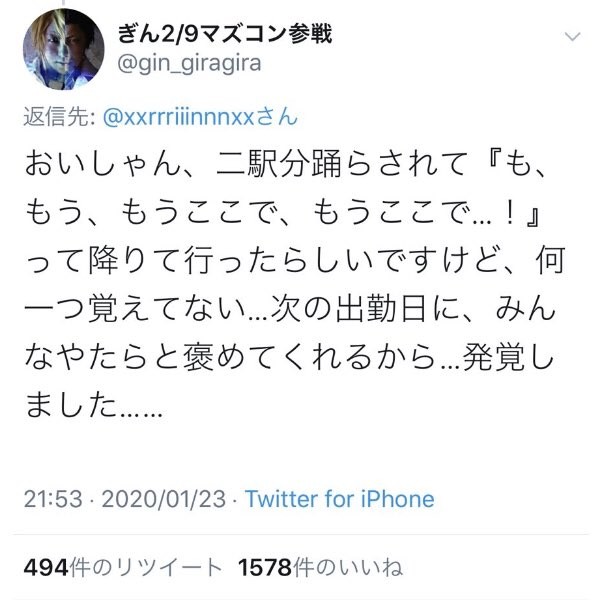 ぎん2/9マズコン参戦
@gin_giragira
返信先: @xxrrriiinnnxxさん
おいしゃん、二駅分踊らされて『も、
もう、もうここで、もうここで...！』
って降りて行ったらしいですけど、何
一つ覚えてない...次の出勤日に、みん
なやたらと褒めてくれるから...発覚し
ました……
21:53 · 2020/01/23 · Twitter for iPhone
494件のリツイート 1578件のいいね